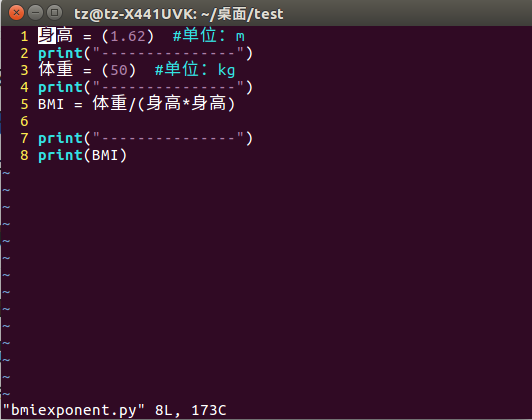 tz@tz-X441UVK: ~/桌面/test
1 身高 = (1.62)  #单位：m
2 print("---------------")
3 体重 = (50)  #单位：kg
4 print("---------------")
5 BMI = 体重/(身高*身高)
6
7 print("---------------")
8 print(BMI)
~
~
~
~
~
~
~
~
~
~
~
~
~
~
"bmiexponent.py" 8L, 173C